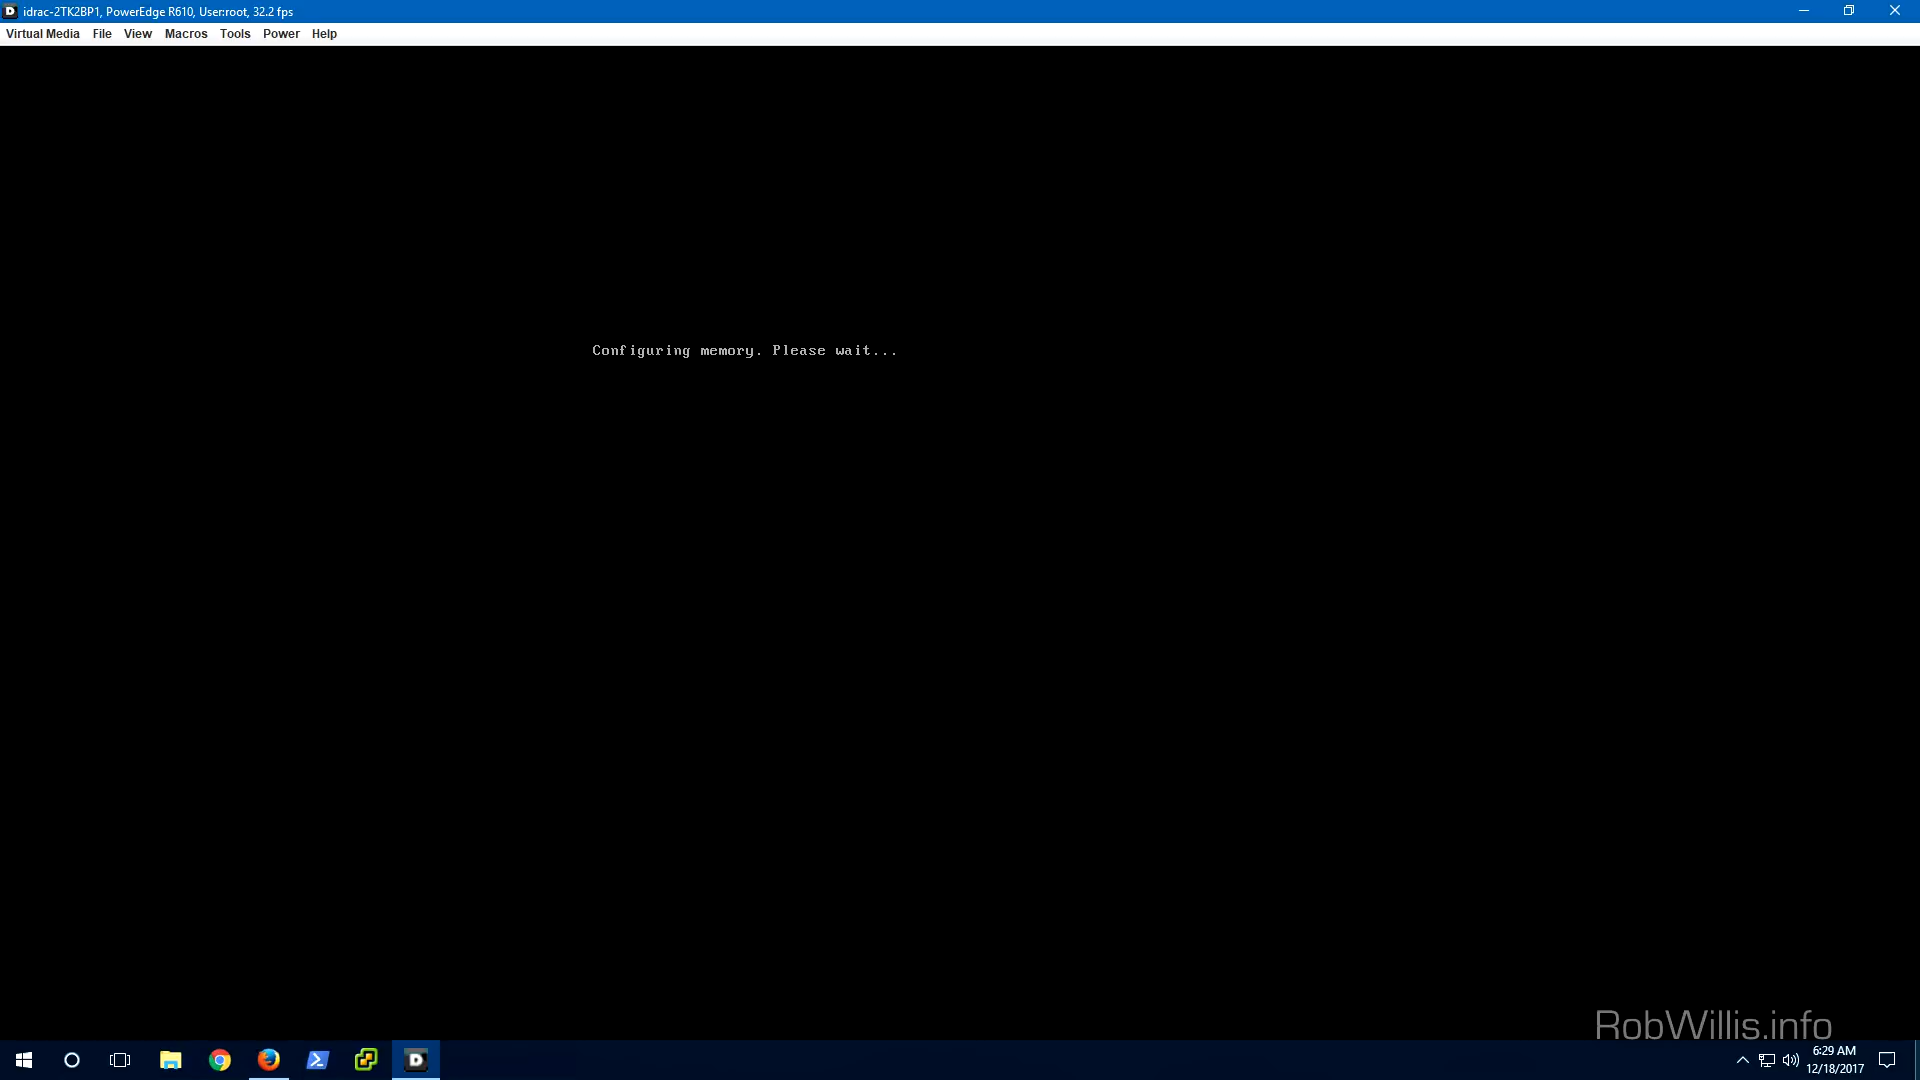 idrac-2TK2BP1, PowerEdge R610, User:root, 32.2 fps
Virtual Media File View Macros Tools Power Help
Configuring memory. Please wait...
RobWillis.info
6:29 AM
12/18/2017